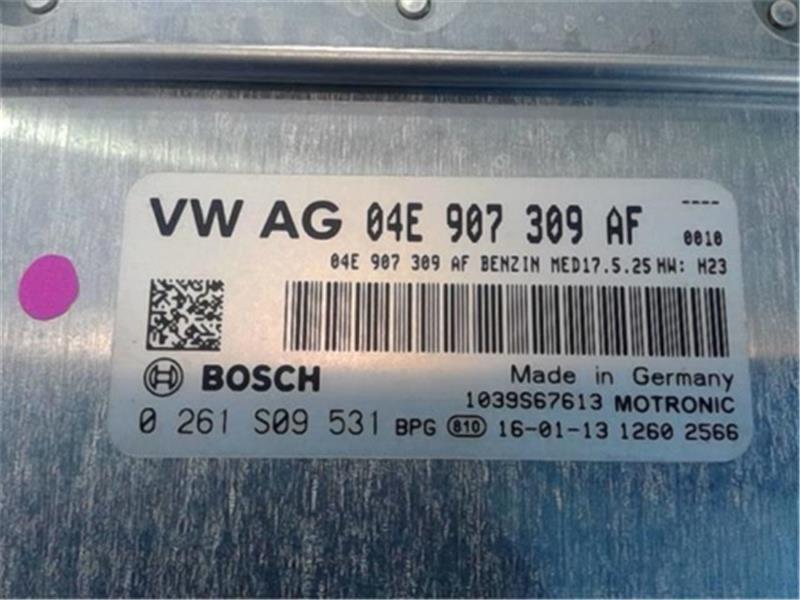 VW AG 04E 907 309 AF ----
0010
04E 907 309 AF BENZIN MED17.5.25 HW: H23
BOSCH
Made in Germany
1039S67613 MOTRONIC
0 261 S09 531 BPG 810 16-01-13 1260 2566